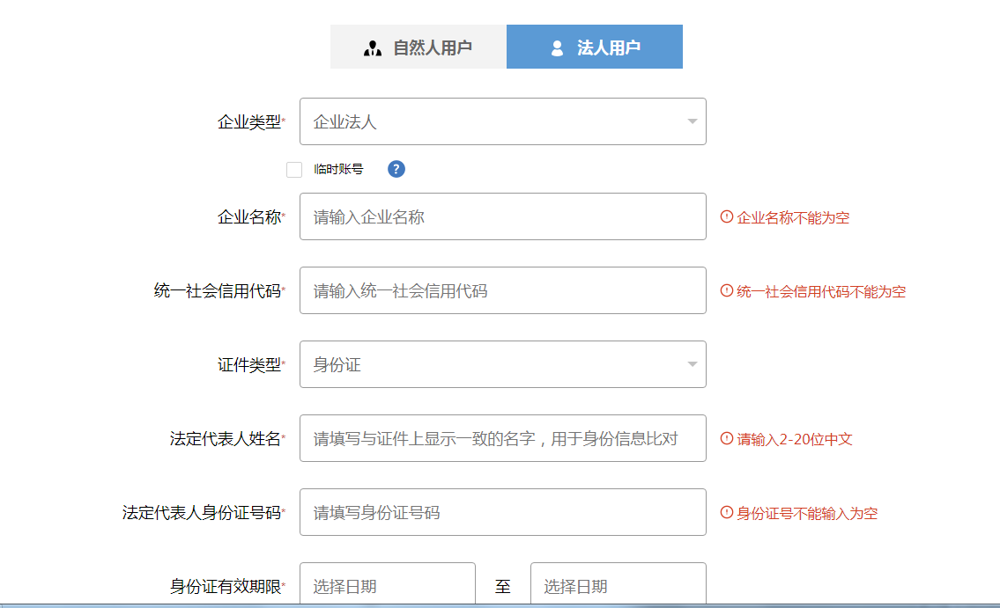 自然人用户 法人用户
企业类型* 企业法人
临时账号 ?
企业名称* 请输入企业名称 企业名称不能为空
统一社会信用代码* 请输入统一社会信用代码 统一社会信用代码不能为空
证件类型* 身份证
法定代表人姓名* 请填写与证件上显示一致的名字，用于身份信息比对 请输入2-20位中文
法定代表人身份证号码* 请填写身份证号码 身份证号不能输入为空
身份证有效期限* 选择日期 至 选择日期